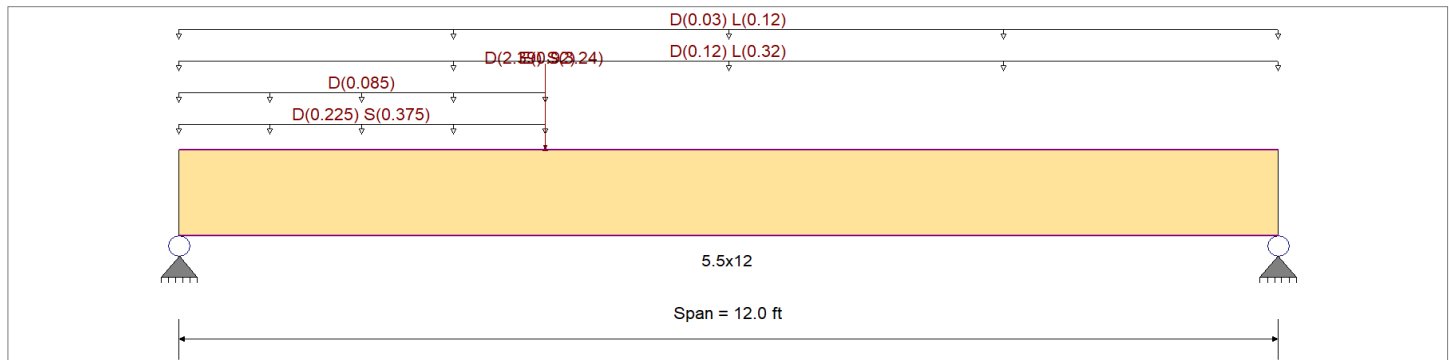 D(0.03) L(0.12)
D(0.12) L(0.32)
D(0.085)
D(0.225) S(0.375)
5.5x12
Span = 12.0 ft